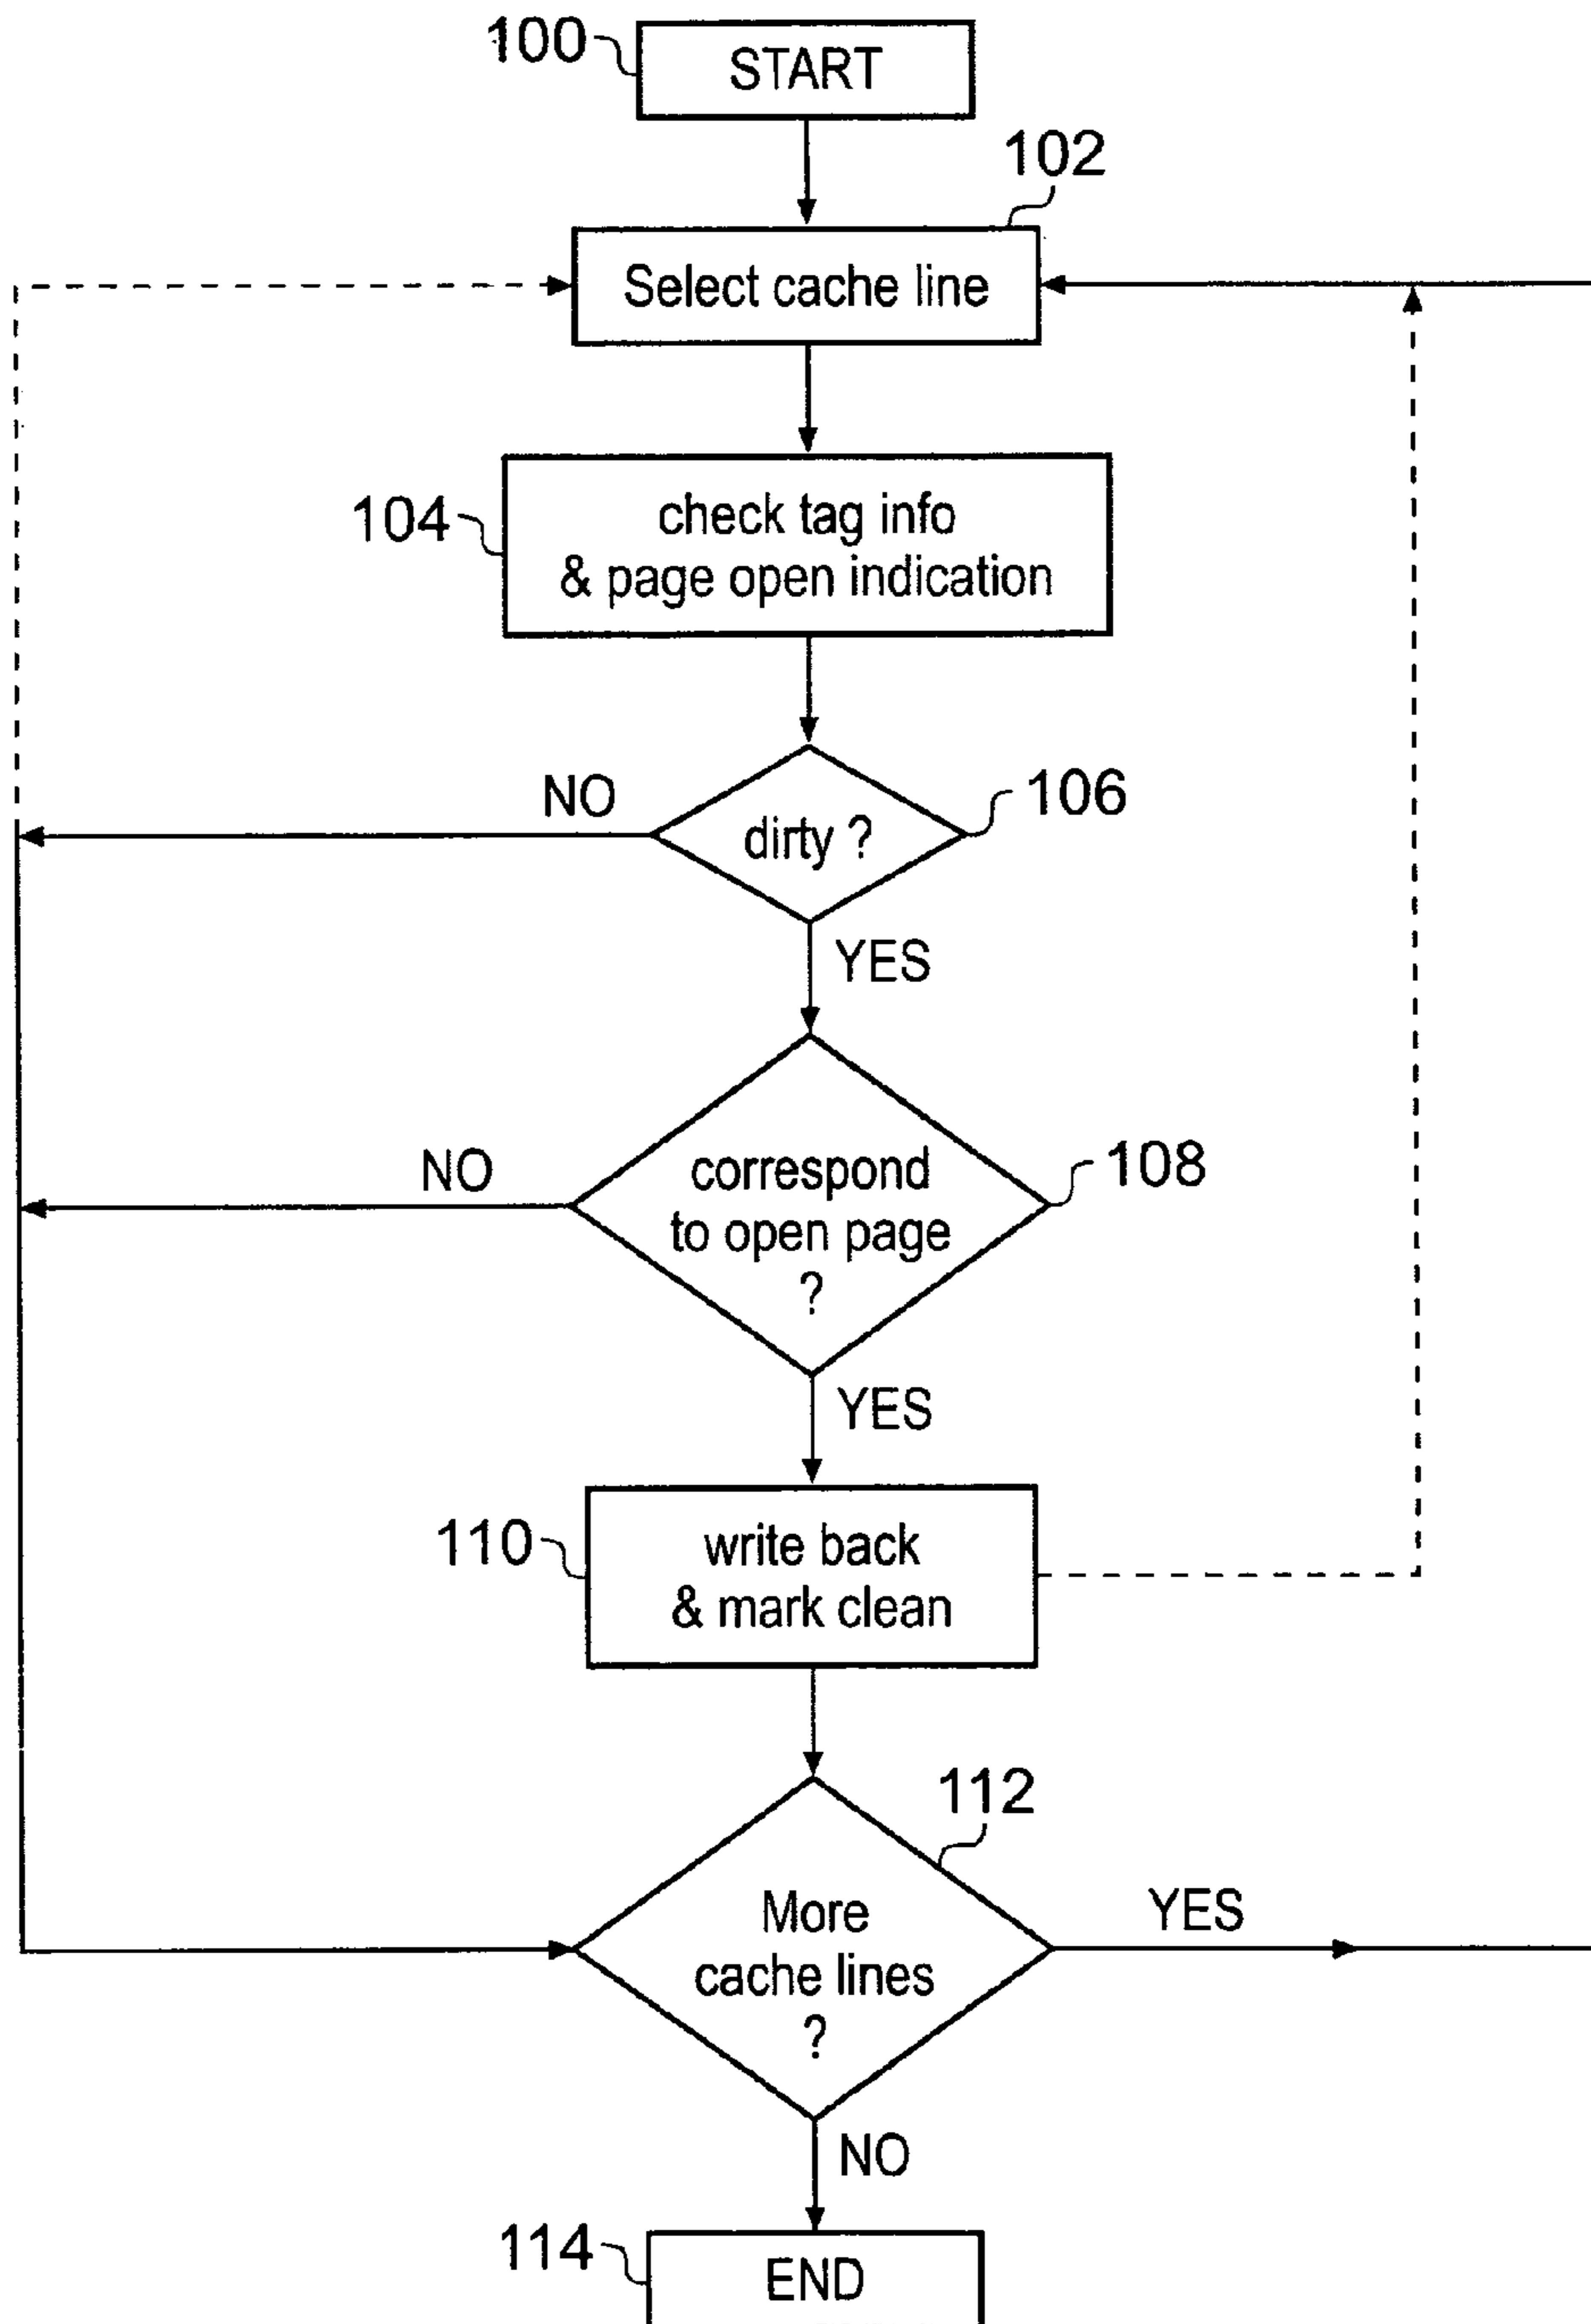 100
START
102
Select cache line
104
check tag info
& page open indication
NO
106
dirty ?
YES
NO
108
correspond
to open page
?
YES
110
write back
& mark clean
112
More
cache lines
?
YES
NO
114
END